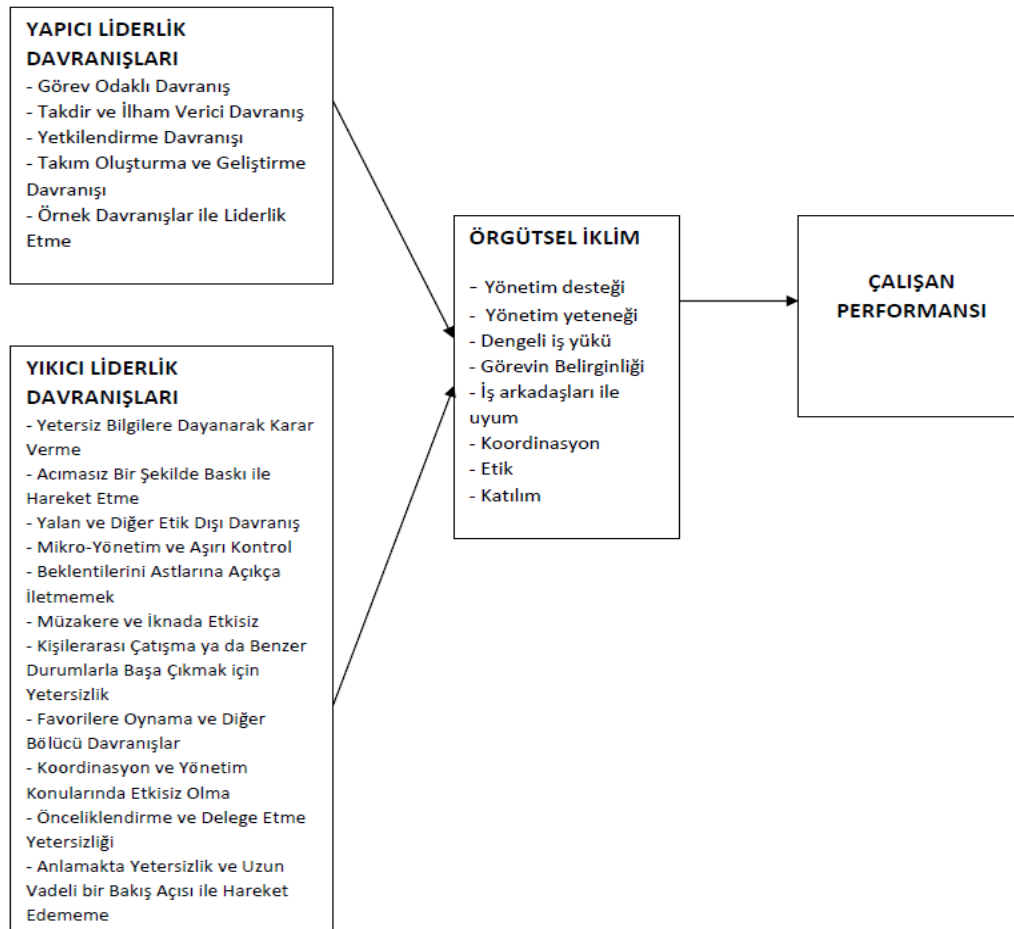 YAPICI LİDERLİK
DAVRANIŞLARI
- Görev Odaklı Davranış
- Takdir ve İlham Verici Davranış
- Yetkilendirme Davranışı
- Takım Oluşturma ve Geliştirme
Davranışı
- Örnek Davranışlar ile Liderlik
Etme
YIKICI LİDERLİK
DAVRANIŞLARI
- Yetersiz Bilgilere Dayanarak Karar
Verme
- Acımasız Bir Şekilde Baskı ile
Hareket Etme
- Yalan ve Diğer Etik Dışı Davranış
- Mikro-Yönetim ve Aşırı Kontrol
- Beklentilerini Astlarına Açıkça
İletmemek
- Müzakere ve İknada Etkisiz
- Kişilerarası Çatışma ya da Benzer
Durumlarla Başa Çıkmak için
Yetersizlik
- Favorilere Oynama ve Diğer
Bölücü Davranışlar
- Koordinasyon ve Yönetim
Konularında Etkisiz Olma
- Önceliklendirme ve Delege Etme
Yetersizliği
- Anlamakta Yetersizlik ve Uzun
Vadeli bir Bakış Açısı ile Hareket
Edememe
ÖRGÜTSEL İKLİM
- Yönetim desteği
- Yönetim yeteneği
- Dengeli iş yükü
- Görevin Belirginliği
- İş arkadaşları ile
uyum
- Koordinasyon
- Etik
- Katılım
ÇALIŞAN
PERFORMANSI